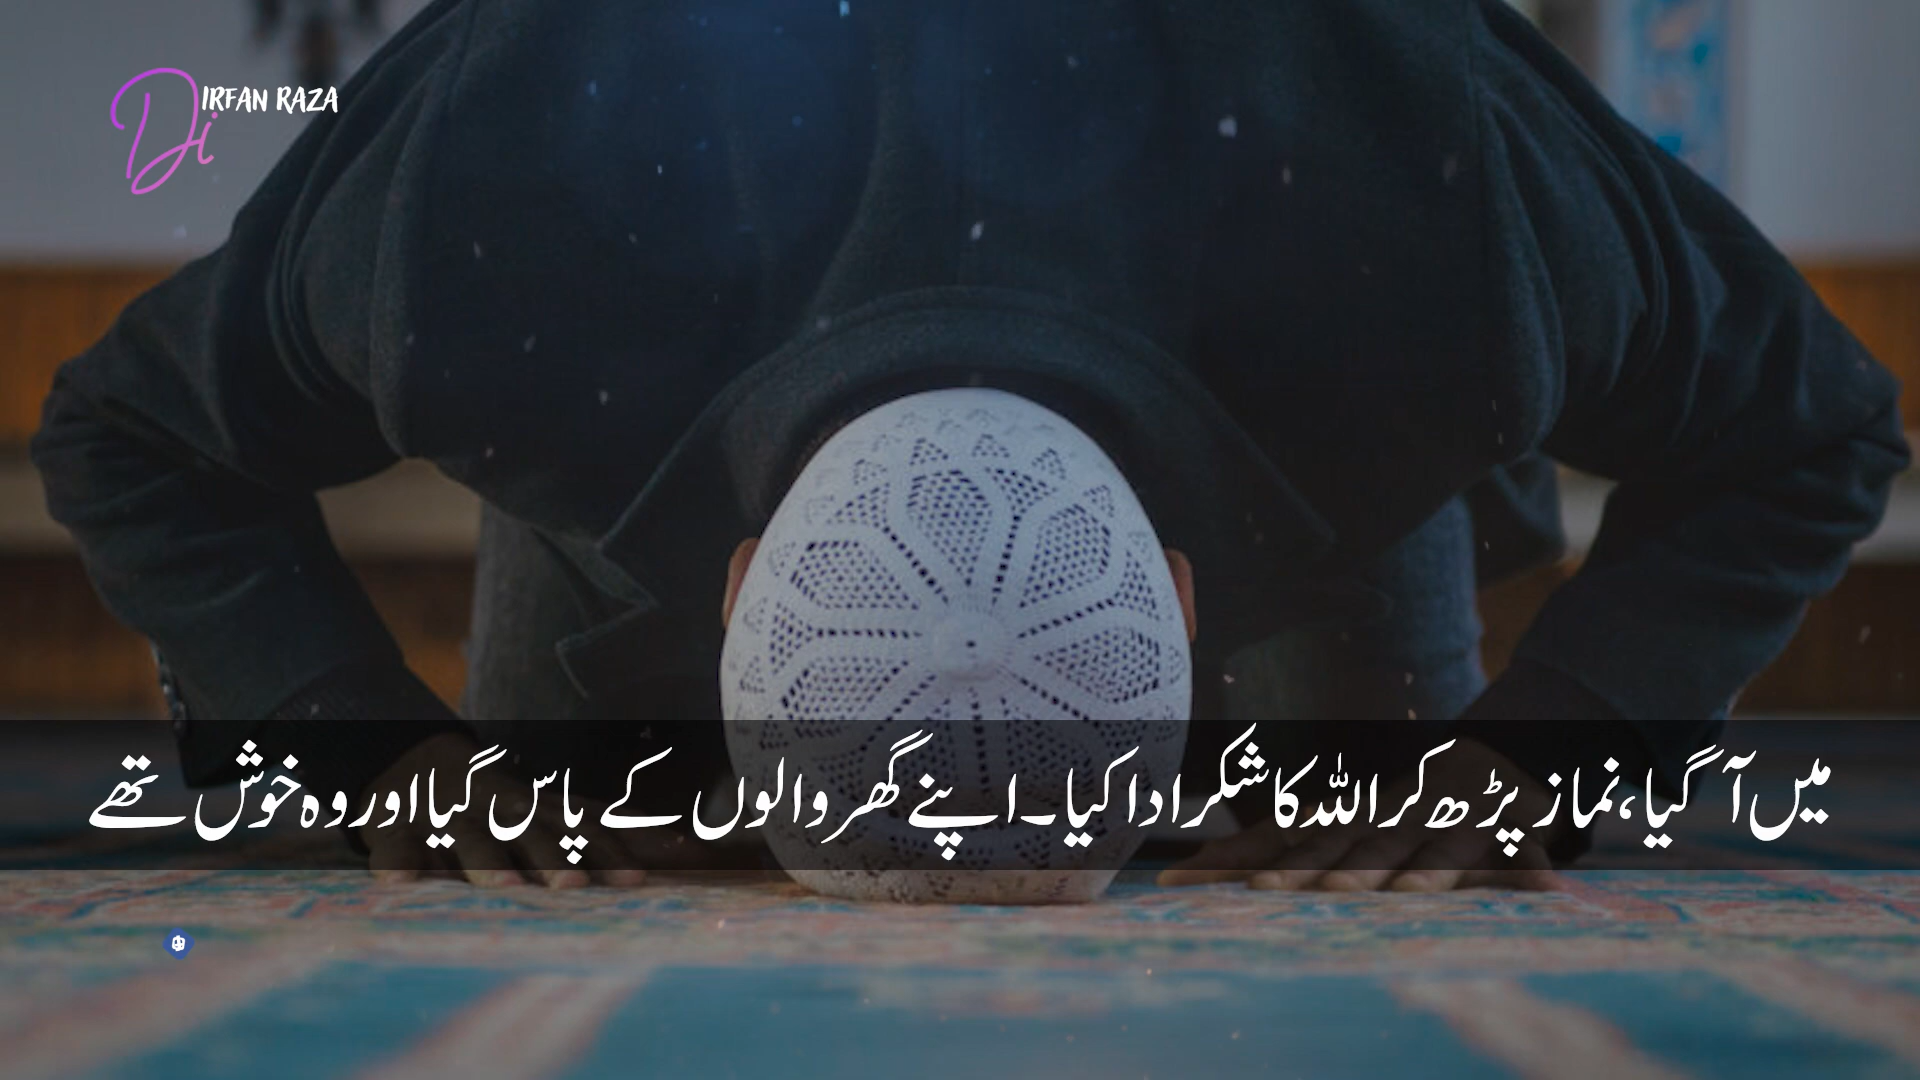 IRFAN RAZA
Di
میں آ گیا، نماز پڑھ کر اللہ کا شکر ادا کیا۔ اپنے گھر والوں کے پاس گیا اور وہ خوش تھے